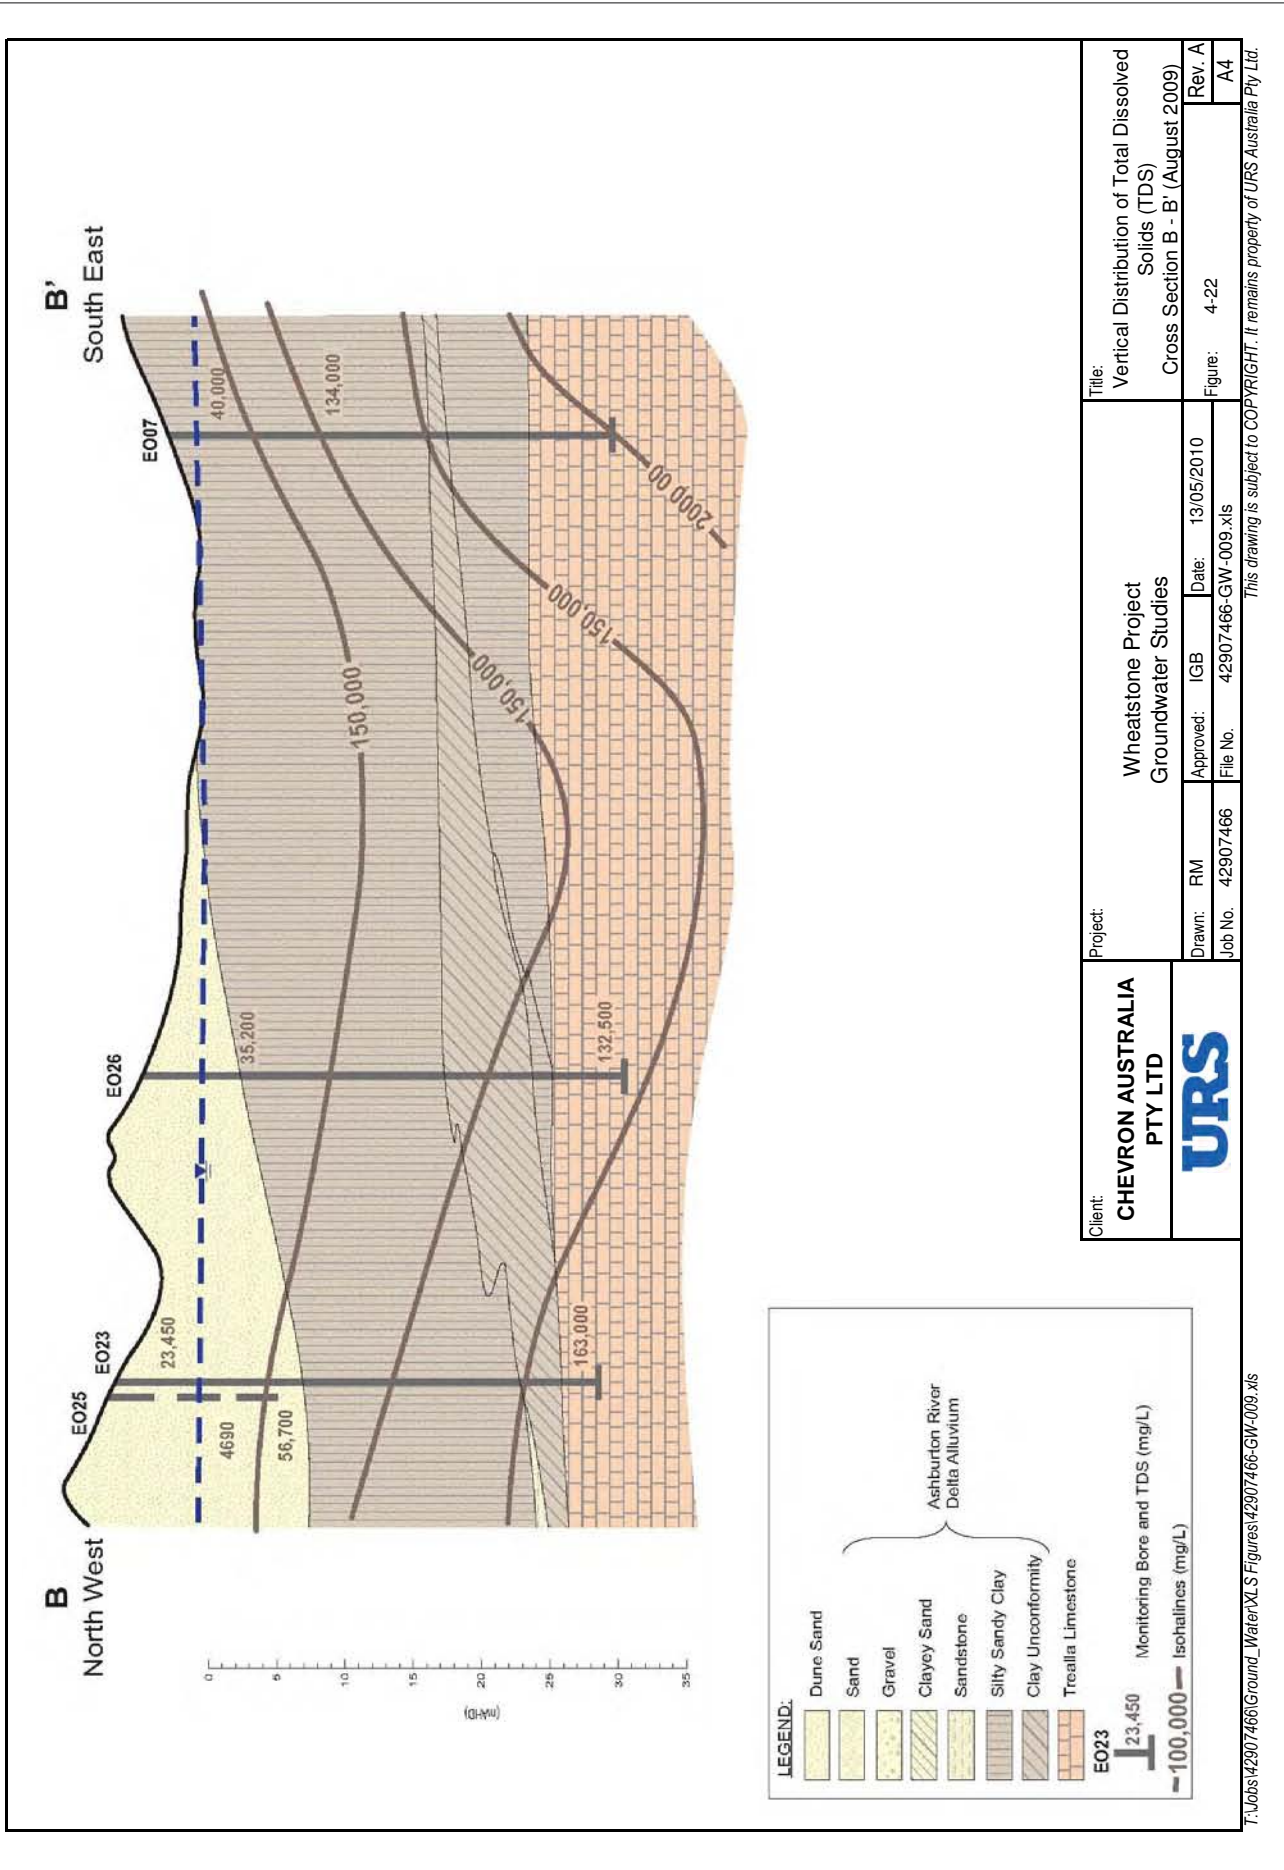 B
North West
B'
South East
EO25
EO23
EO26
EO07
23,450
4690
56,700
163,000
35,200
132,500
40,000
134,000
150,000
150,000
150,000
2000 00
0
5
10
15
20
25
30
35
(mAHD)
LEGEND:
Dune Sand
Sand
Gravel
Clayey Sand
Sandstone
Silty Sandy Clay
Clay Unconformity
Trealla Limestone
Ashburton River
Delta Alluvium
EO23
23,450
Monitoring Bore and TDS (mg/L)
100,000
Isohalines (mg/L)
Client:
CHEVRON AUSTRALIA
PTY LTD
URS
Project:
Wheatstone Project
Groundwater Studies
Drawn: RM
Approved: IGB
Date: 13/05/2010
Job No. 42907466
File No. 42907466-GW-009.xls
Title:
Vertical Distribution of Total Dissolved
Solids (TDS)
Cross Section B - B' (August 2009)
Figure: 4-22
Rev. A
A4
T:\Jobs\42907466\Ground_Water\XLS Figures\42907466-GW-009.xls
This drawing is subject to COPYRIGHT. It remains property of URS Australia Pty Ltd.